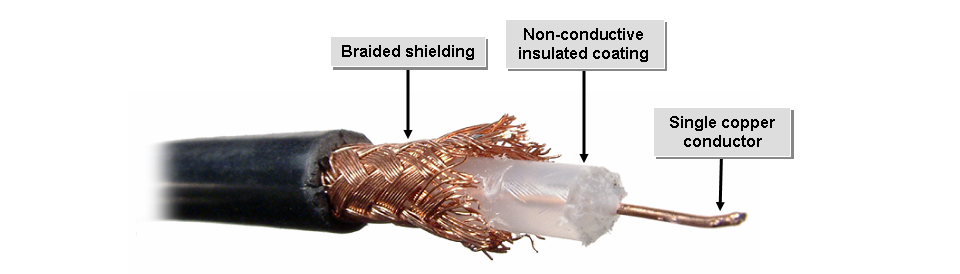 Braided shielding
Non-conductive
insulated coating
Single copper
conductor